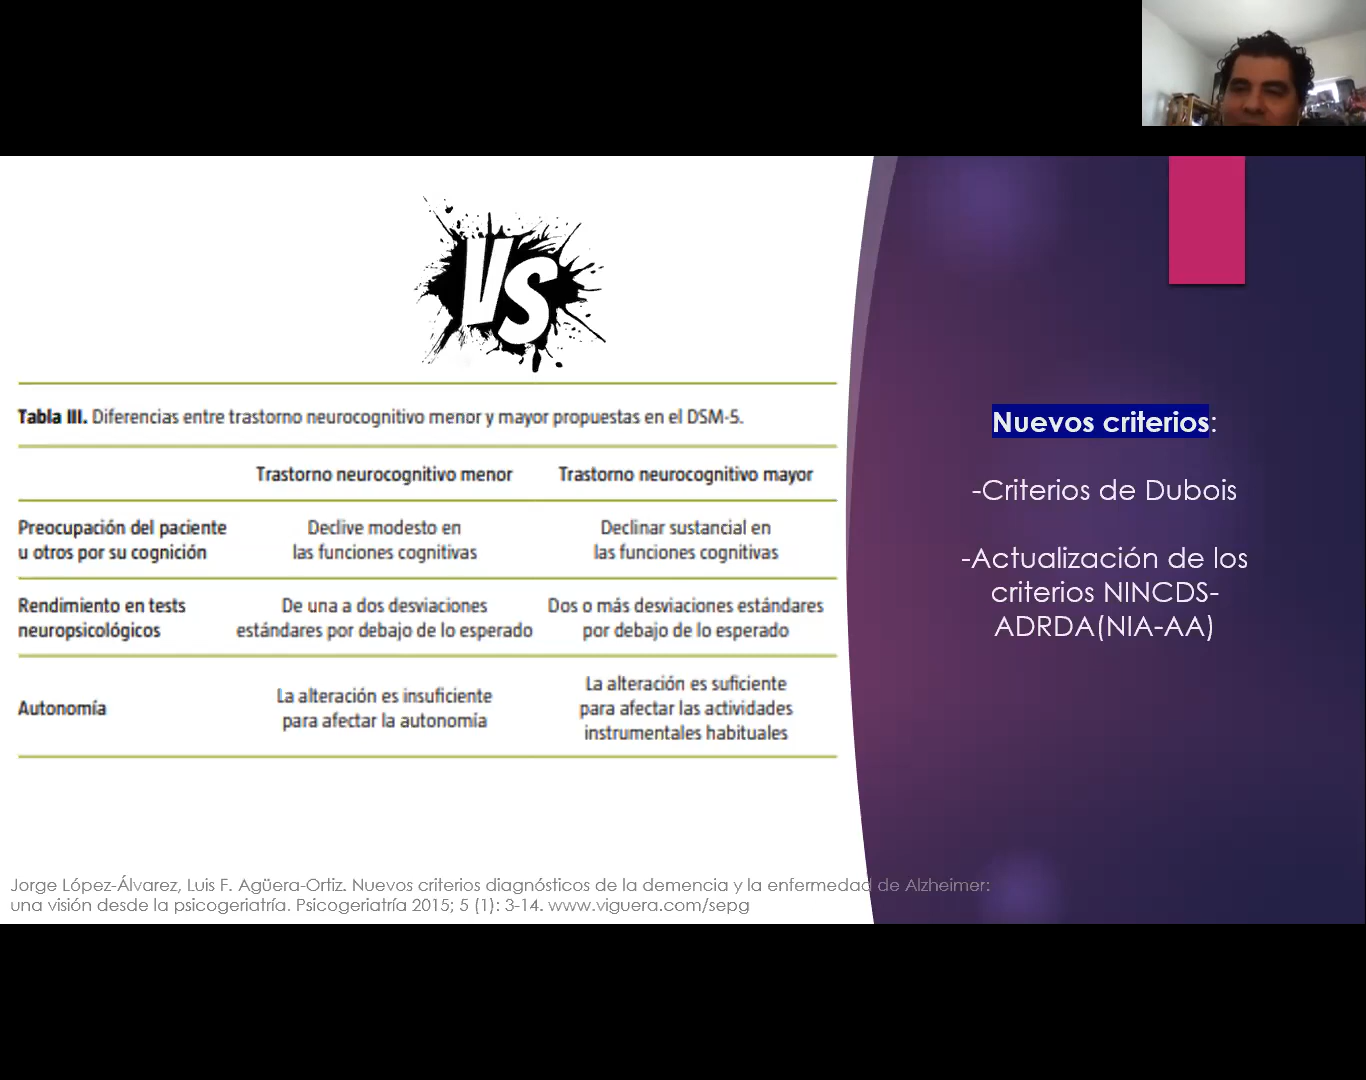 VS
Tabla III. Diferencias entre trastorno neurocognitivo menor y mayor propuestas en el DSM-5.
Trastorno neurocognitivo menor Trastorno neurocognitivo mayor
Preocupación del paciente
u otros por su cognición
Declive modesto en
las funciones cognitivas
Declinar sustancial en
las funciones cognitivas
Rendimiento en tests
neuropsicológicos
De una a dos desviaciones
estándares por debajo de lo esperado
Dos o más desviaciones estándares
por debajo de lo esperado
Autonomía
La alteración es insuficiente
para afectar la autonomía
La alteración es suficiente
para afectar las actividades
instrumentales habituales
Nuevos criterios:
-Criterios de Dubois
-Actualización de los
criterios NINCDS-
ADRDA(NIA-AA)
Jorge López-Álvarez, Luis F. Agüera-Ortiz. Nuevos criterios diagnósticos de la demencia y la enfermedad de Alzheimer:
una visión desde la psicogeriatría. Psicogeriatría 2015; 5 (1): 3-14. www.viguera.com/sepg